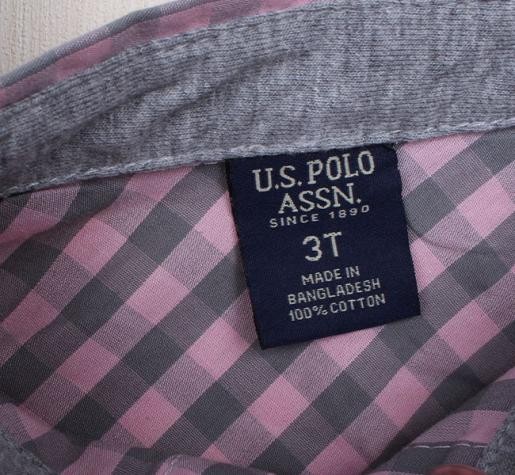 U.S. POLO
ASSN.
SINCE 1890
3T
MADE IN
BANGLADESH
100% COTTON